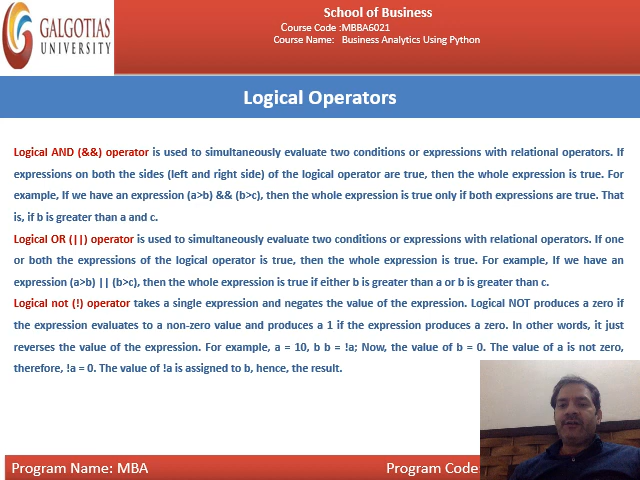 GALGOTIAS
UNIVERSITY
School of Business
Course Code :MBBA6021
Course Name: Business Analytics Using Python
Logical Operators
Logical AND (&&) operator is used to simultaneously evaluate two conditions or expressions with relational operators. If
expressions on both the sides (left and right side) of the logical operator are true, then the whole expression is true. For
example, If we have an expression (a>b) && (b>c), then the whole expression is true only if both expressions are true. That
is, if b is greater than a and c.
Logical OR (||) operator is used to simultaneously evaluate two conditions or expressions with relational operators. If one
or both the expressions of the logical operator is true, then the whole expression is true. For example, If we have an
expression (a>b) || (b>c), then the whole expression is true if either b is greater than a or b is greater than c.
Logical not (!) operator takes a single expression and negates the value of the expression. Logical NOT produces a zero if
the expression evaluates to a non-zero value and produces a 1 if the expression produces a zero. In other words, it just
reverses the value of the expression. For example, a = 10, b b = !a; Now, the value of b = 0. The value of a is not zero,
therefore, !a = 0. The value of !a is assigned to b, hence, the result.
Program Name: MBA
Program Code